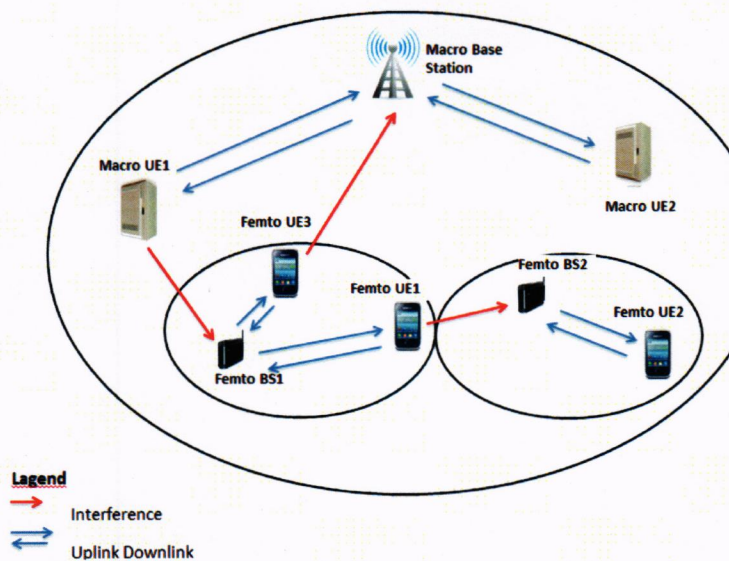 Macro Base
Station
Macro UE1
Macro UE2
Femto UE3
Femto BS2
Femto UE1
Femto UE2
Femto BS1
Lagend
Interference
Uplink Downlink